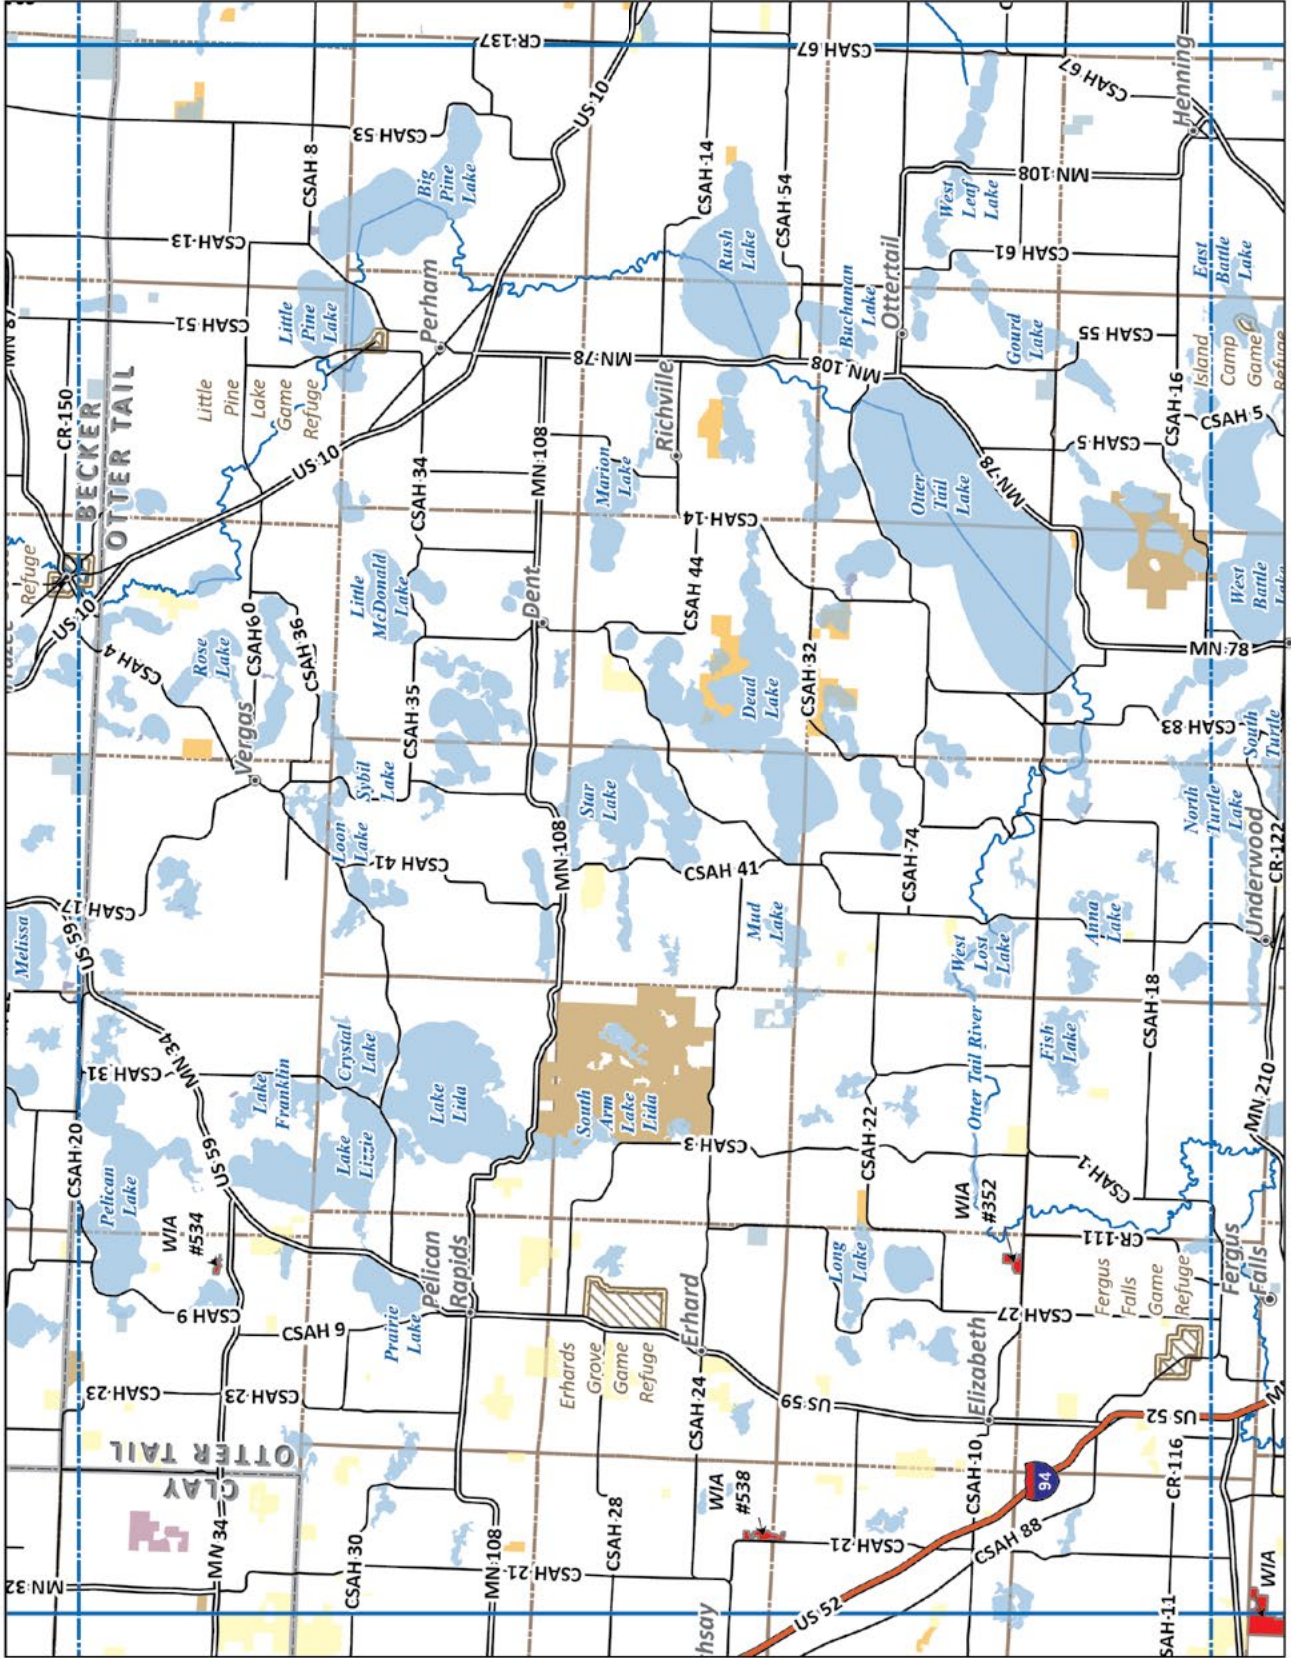 CR-137
CSAH 67
CSAH 67
US 10
Henning
CSAH 53
CSAH-8
Big
Pine
Lake
CSAH-14
CSAH-54
MN-108
West
Leaf
Lake
CSAH-13
Rush
Lake
CSAH 61
East
Battle
Lake
CSAH 51
Little
Pine
Lake
Perham
Buchanan
Lake
Ottertail
Gourd
Lake
CSAH 55
MN-78
MN 108
Island
Camp
Game
Refuge
CR-150
BECKER
OTTER TAIL
Little
Pine
Lake
Game
Refuge
Richville
CSAH-16
CSAH 5
CSAH-5
US 10
CSAH-34
MN-108
Marion
Lake
CSAH-14
Otter
Tail
Lake
MN-78
Refuge
US 10
Little
McDonald
Lake
Dent
CSAH 44
West
Battle
CSAH 4
Rose
Lake
CSAH 36
CSAH-35
Dead
Lake
CSAH-32
MN-78
CSAH-83
South
Turtle
Vergas
Sybil
Lake
Star
Lake
North
Turtle
Lake
Loon
Lake
CSAH 41
MN-108
CSAH 41
CSAH-74
Underwood
CR-122
Melissa
US 59
CSAH-17
Mud
Lake
West
Lost
Lake
Anna
Lake
CSAH-18
CSAH-31
MN-34
Lake
Franklin
Crystal
Lake
Lake
Lida
South
Arm
Lake
Lida
Otter Tail River
Fish
Lake
MN-210
CSAH-20
Pelican
Lake
US 59
Lake
Lizzie
CSAH-3
CSAH-22
CSAH-1
WIA
#534
WIA
#352
CR-111
Long
Lake
Pelican
Rapids
Fergus
Falls
Game
Refuge
Fergus
Falls
CSAH 9
CSAH 9
Prairie
Lake
Erhards
Grove
Game
Refuge
Erhard
CSAH-27
Elizabeth
CSAH-23
CSAH-23
CSAH-24
US 59
US 52
OTTER TAIL
CLAY
WIA
#538
CSAH-10
94
CR-116
MN-34
CSAH-30
MN-108
CSAH-28
CSAH-21
CSAH-21
CSAH 88
MN-32
US 52
WIA